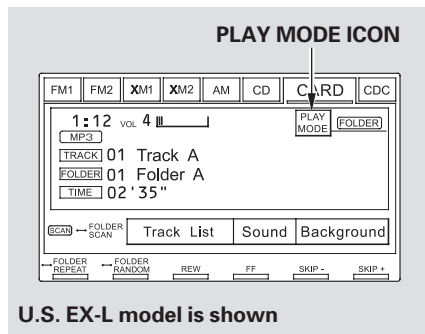 PLAY MODE ICON
FM1 FM2 XM1 XM2 AM CD CARD CDC
1:12 VOL 4 PLAY MODE FOLDER
MP3
TRACK 01 Track A
FOLDER 01 Folder A
TIME 02'35"
SCAN FOLDER SCAN Track List Sound Background
FOLDER REPEAT FOLDER RANDOM REW FF SKIP - SKIP +
U.S. EX-L model is shown